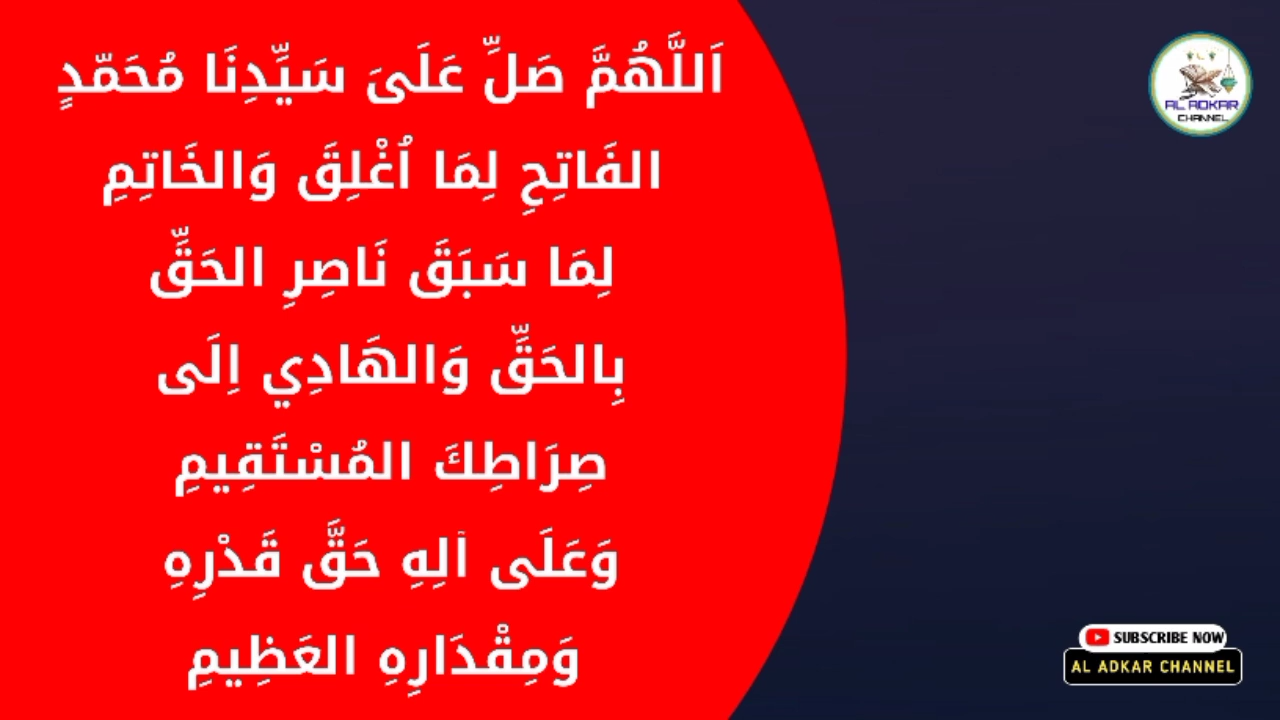 اَللَّهُمَّ صَلِّ عَلَىَ سَيِّدِنَا مُحَمّدٍ
الفَاتِحِ لِمَا اُغْلِقَ وَالخَاتِمِ
لِمَا سَبَقَ نَاصِرِ الحَقِّ
بِالحَقِّ وَالهَادِي اِلَى
صِرَاطِكَ المُسْتَقِيمِ
وَعَلَى آلِهِ حَقَّ قَدْرِهِ
وَمِقْدَارِهِ العَظِيمِ
AL ADKAR
CHANNEL
SUBSCRIBE NOW
AL ADKAR CHANNEL